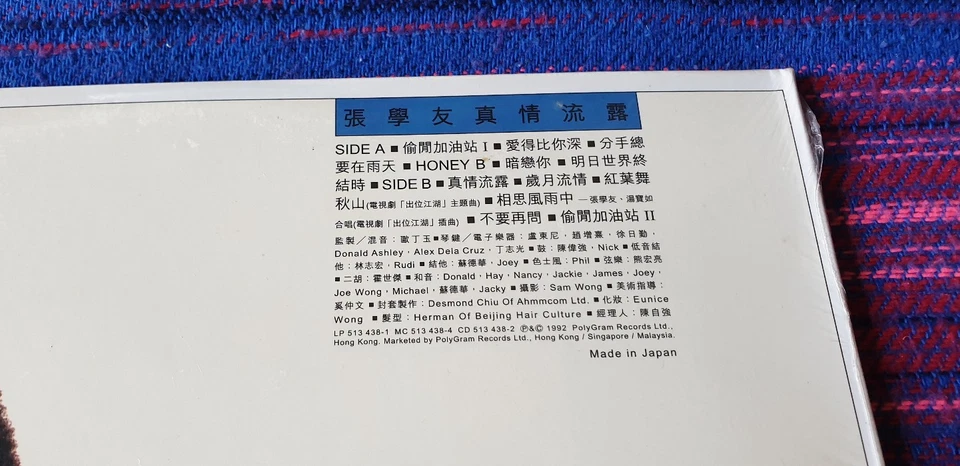 張學友真情流露
SIDE A ■ 偷閒加油站 I ■ 愛得比你深 ■ 分手總
要在雨天 ■ HONEY B ■ 暗戀你 ■ 明日世界終
結時 ■ SIDE B ■ 真情流露 ■ 歲月流情 ■ 紅葉舞
秋山(電視劇「出位江湖」主題曲) ■ 相思風雨中 —張學友、湯寶如
合唱(電視劇「出位江湖」插曲) ■ 不要再問 ■ 偷閒加油站 II
監製／混音：歐丁玉 ■ 琴鍵／電子樂器：盧東尼，趙增熹，徐日勤，
Donald Ashley，Alex Dela Cruz，丁志光 ■ 鼓：陳偉強，Nick ■ 低音結
他：林志宏，Rudi ■ 結他：蘇德華，Joey ■ 色士風：Phil ■ 弦樂：熊宏亮
■ 二胡：霍世傑 ■ 和音：Donald，Hay，Nancy，Jackie，James，Joey，
Joe Wong，Michael，蘇德華，Jacky ■ 攝影：Sam Wong ■ 美術指導：
奚仲文 ■ 封套製作：Desmond Chiu Of Ahmmcom Ltd. ■ 化妝：Eunice
Wong ■ 髮型：Herman Of Beijing Hair Culture ■ 經理人：陳自強
LP 513 438-1 MC 513 438-4 CD 513 438-2 ℗&© 1992 PolyGram Records Ltd.,
Hong Kong. Marketed by PolyGram Records Ltd., Hong Kong / Singapore / Malaysia.
Made in Japan